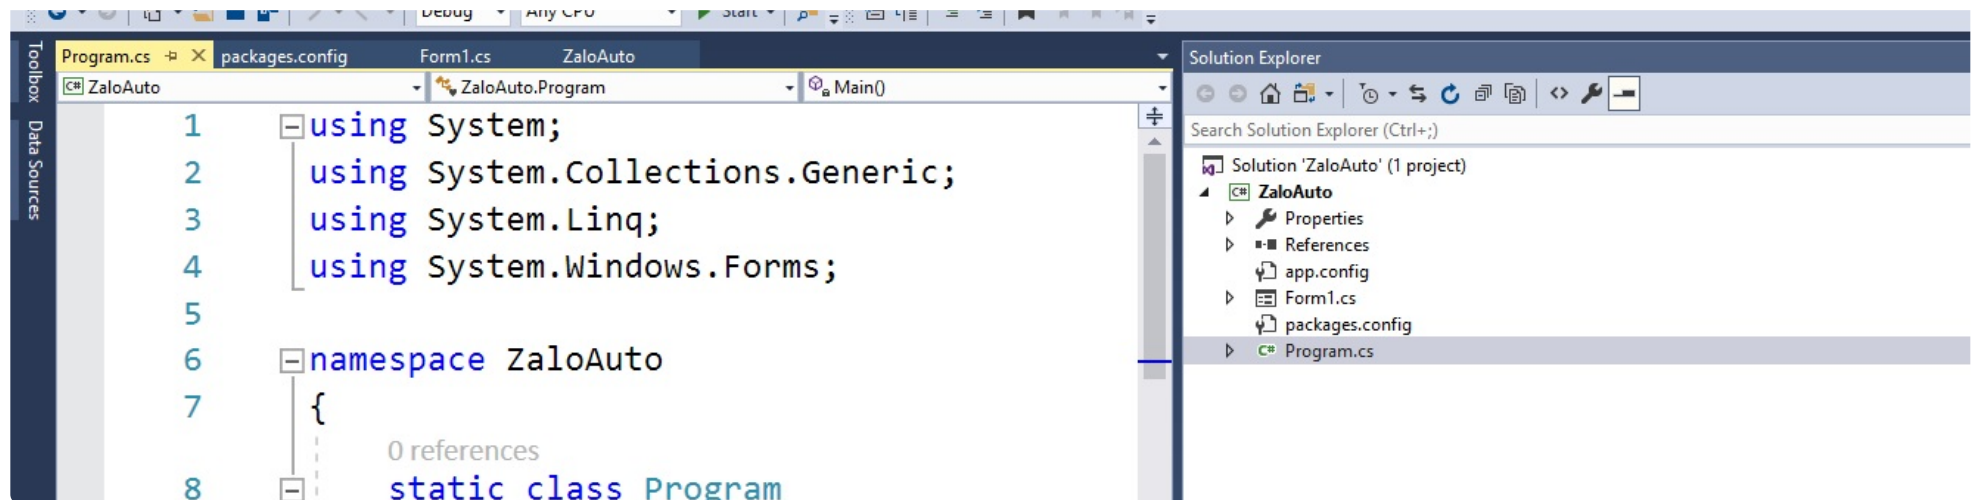 Debug Any CPU Start
Toolbox
Data Sources
Program.cs packages.config Form1.cs ZaloAuto
C# ZaloAuto ZaloAuto.Program Main()
1 using System;
2 using System.Collections.Generic;
3 using System.Linq;
4 using System.Windows.Forms;
5
6 namespace ZaloAuto
7 {
0 references
8 static class Program
Solution Explorer
Search Solution Explorer (Ctrl+;)
Solution 'ZaloAuto' (1 project)
C# ZaloAuto
Properties
References
app.config
Form1.cs
packages.config
C# Program.cs